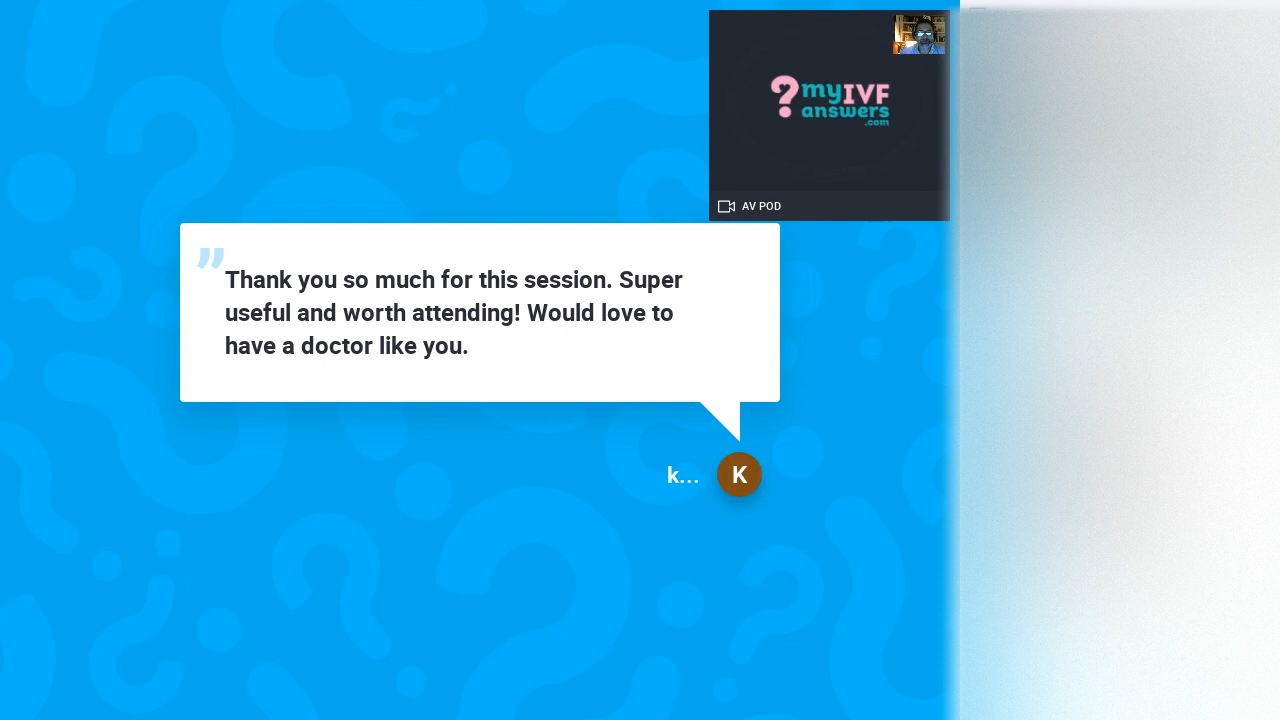 ?myIVF
answers
.com
AV POD
Thank you so much for this session. Super
useful and worth attending! Would love to
have a doctor like you.
k...
K